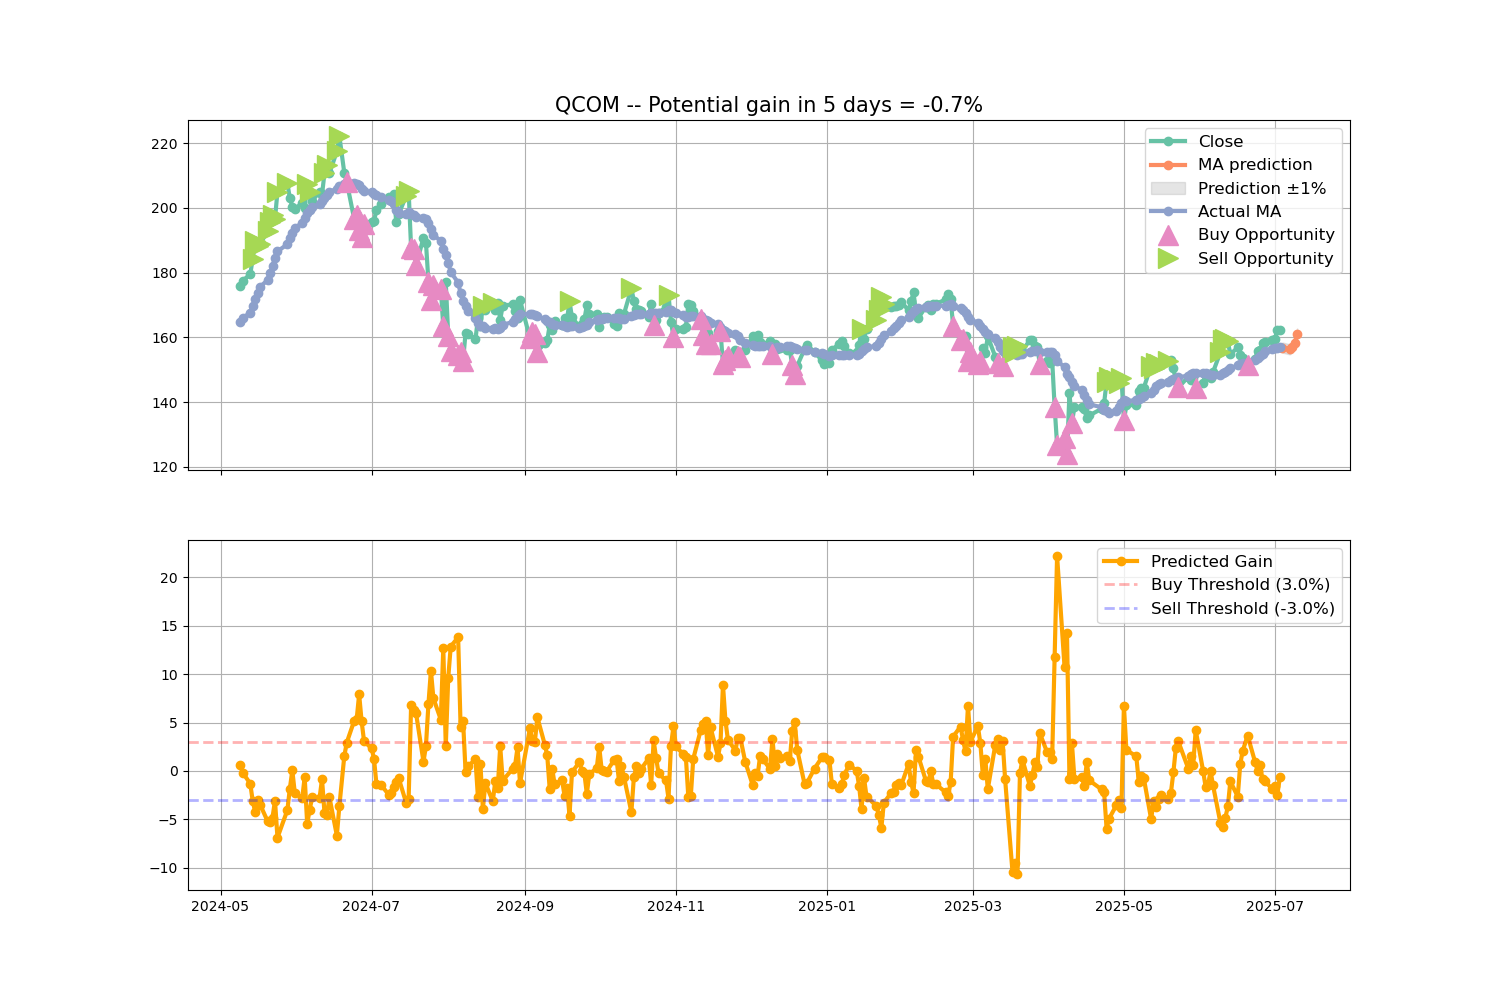 QCOM -- Potential gain in 5 days = -0.7%
220
200
180
160
140
120
Close
MA prediction
Prediction ±1%
Actual MA
Buy Opportunity
Sell Opportunity
20
15
10
5
0
−5
−10
Predicted Gain
Buy Threshold (3.0%)
Sell Threshold (-3.0%)
2024-05
2024-07
2024-09
2024-11
2025-01
2025-03
2025-05
2025-07